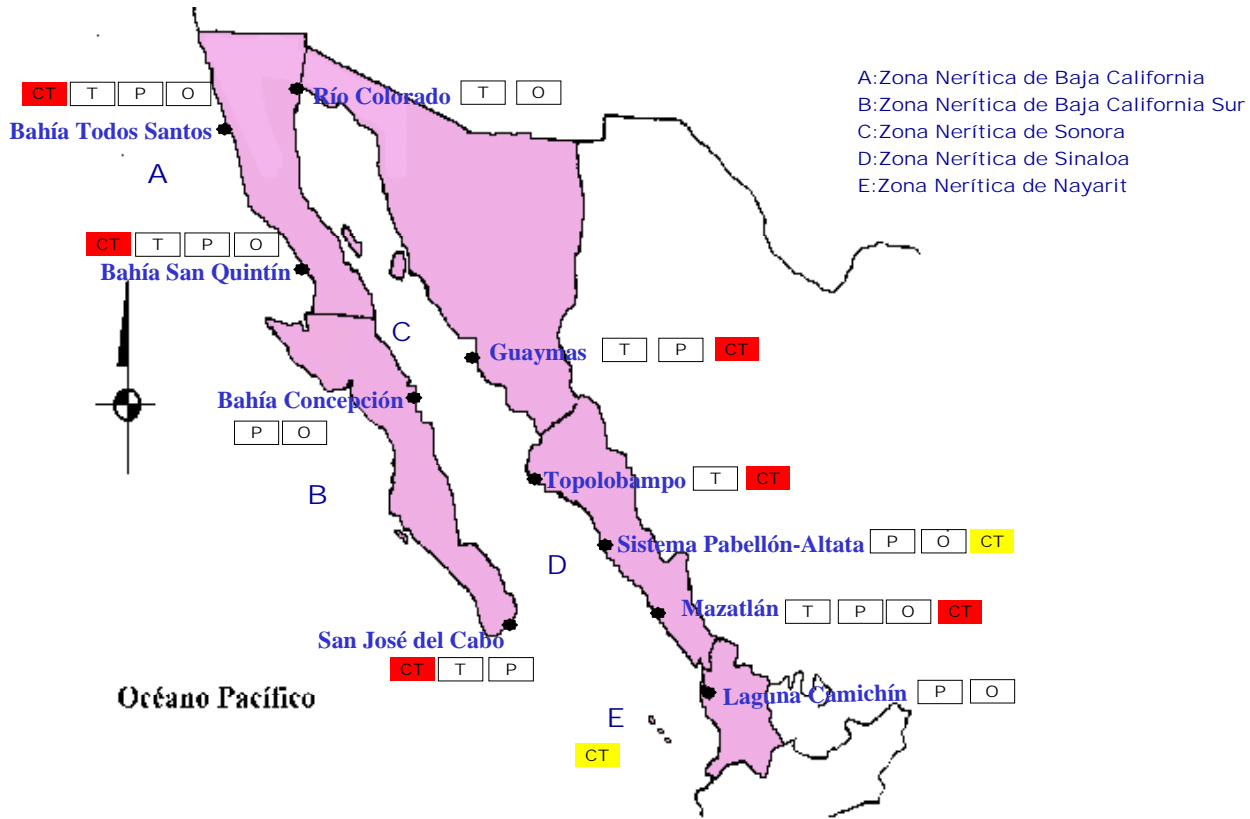 A:Zona Nerítica de Baja California
B:Zona Nerítica de Baja California Sur
C:Zona Nerítica de Sonora
D:Zona Nerítica de Sinaloa
E:Zona Nerítica de Nayarit
CT T P O
Bahía Todos Santos
Río Colorado T O
A
CT T P O
Bahía San Quintín
C
Guaymas T P CT
Bahía Concepción
P O
B
Topolobampo T CT
Sistema Pabellón-Altata P O CT
D
Mazatlán T P O CT
San José del Cabo
CT T P
Océano Pacífico
Laguna Camichín P O
E
CT